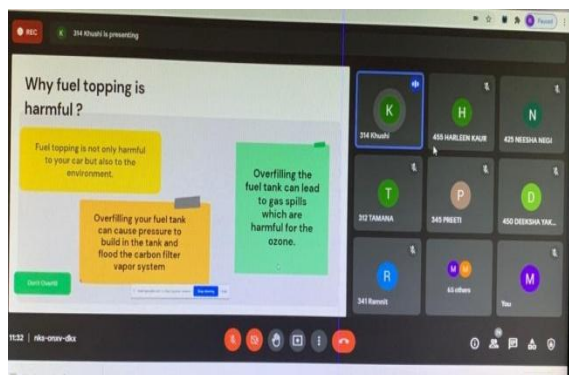 Paused
REC
K
314 Khushi is presenting
Why fuel topping is
harmful ?
Fuel topping is not only harmful
to your car but also to the
environment.
Overfilling your fuel tank
can cause pressure to
build in the tank and
flood the carbon filter
vapor system
Overfilling the
fuel tank can lead
to gas spills
which are
harmful for the
ozone.
Don't Overfill
Stop sharing
K
314 Khushi
H
455 HARLEEN KAUR
N
425 NEESHA NEGI
T
312 TAMANA
P
345 PREETI
D
450 DEEKSHA YAK...
R
341 Ramnit
M M
63 others
M
You
11:32 | nks-onxv-dkx